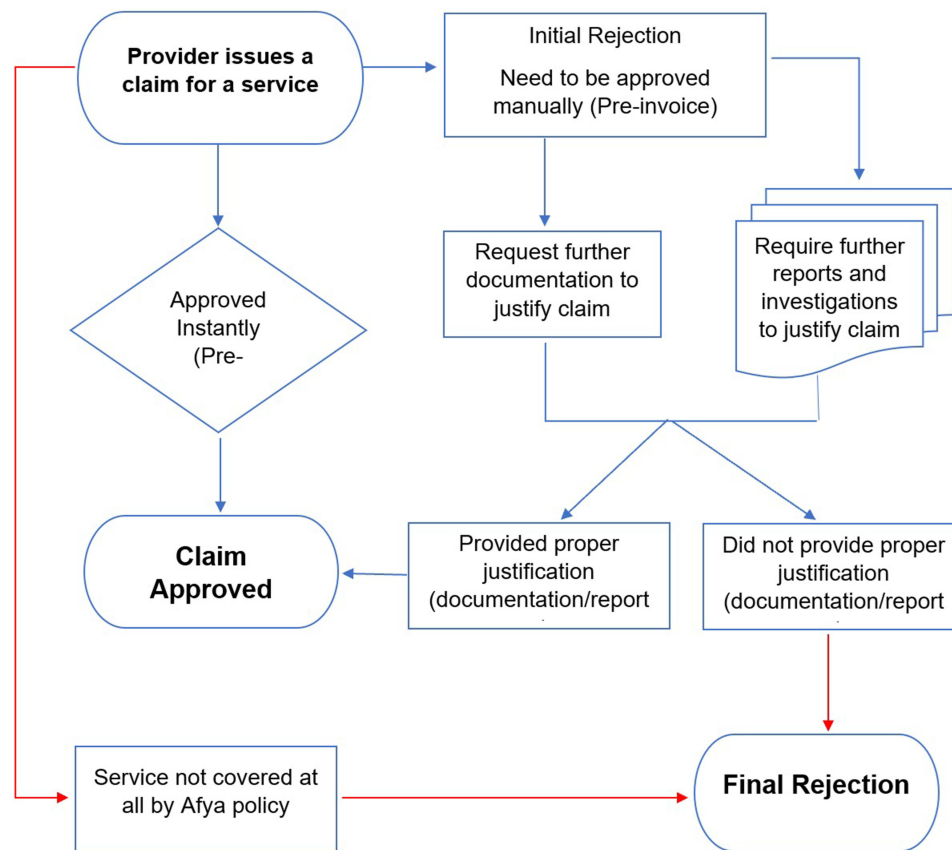 Provider issues a
claim for a service
Initial Rejection
Need to be approved
manually (Pre-invoice)
Approved
Instantly
(Pre-
Request further
documentation to
justify claim
Require further
reports and
investigations
to justify claim
Claim
Approved
Provided proper
justification
(documentation/report
Did not provide proper
justification
(documentation/report
Service not covered at
all by Afya policy
Final Rejection